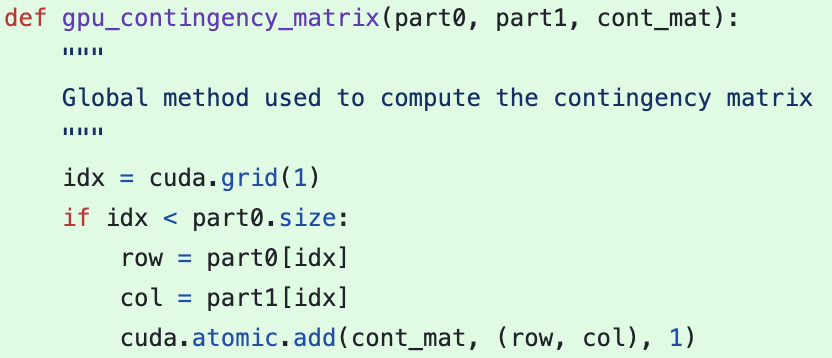 def gpu_contingency_matrix(part0, part1, cont_mat):
    """
    Global method used to compute the contingency matrix
    """
    idx = cuda.grid(1)
    if idx < part0.size:
        row = part0[idx]
        col = part1[idx]
        cuda.atomic.add(cont_mat, (row, col), 1)